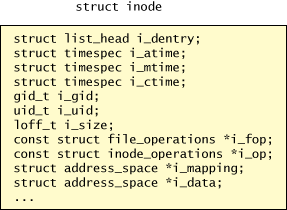 struct inode
struct list_head i_dentry;
struct timespec i_atime;
struct timespec i_mtime;
struct timespec i_ctime;
gid_t i_gid;
uid_t i_uid;
loff_t i_size;
const struct file_operations *i_fop;
const struct inode_operations *i_op;
struct address_space *i_mapping;
struct address_space *i_data;
...